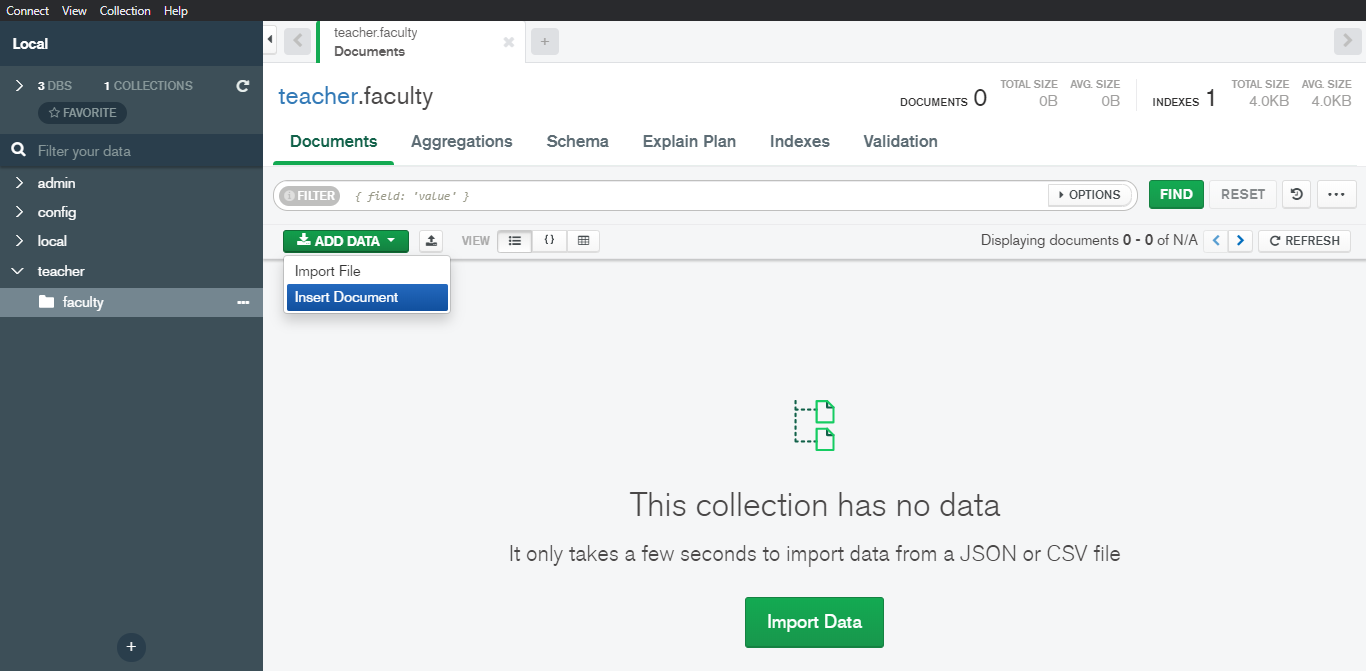 Connect View Collection Help
Local
3 DBS 1 COLLECTIONS
FAVORITE
Filter your data
admin
config
local
teacher
faculty
teacher.faculty
Documents
teacher.faculty
DOCUMENTS 0
TOTAL SIZE AVG. SIZE
0B 0B
INDEXES 1
TOTAL SIZE AVG. SIZE
4.0KB 4.0KB
Documents Aggregations Schema Explain Plan Indexes Validation
FILTER { field: 'value' } OPTIONS FIND RESET
ADD DATA VIEW {} Displaying documents 0 - 0 of N/A REFRESH
Import File
Insert Document
This collection has no data
It only takes a few seconds to import data from a JSON or CSV file
Import Data